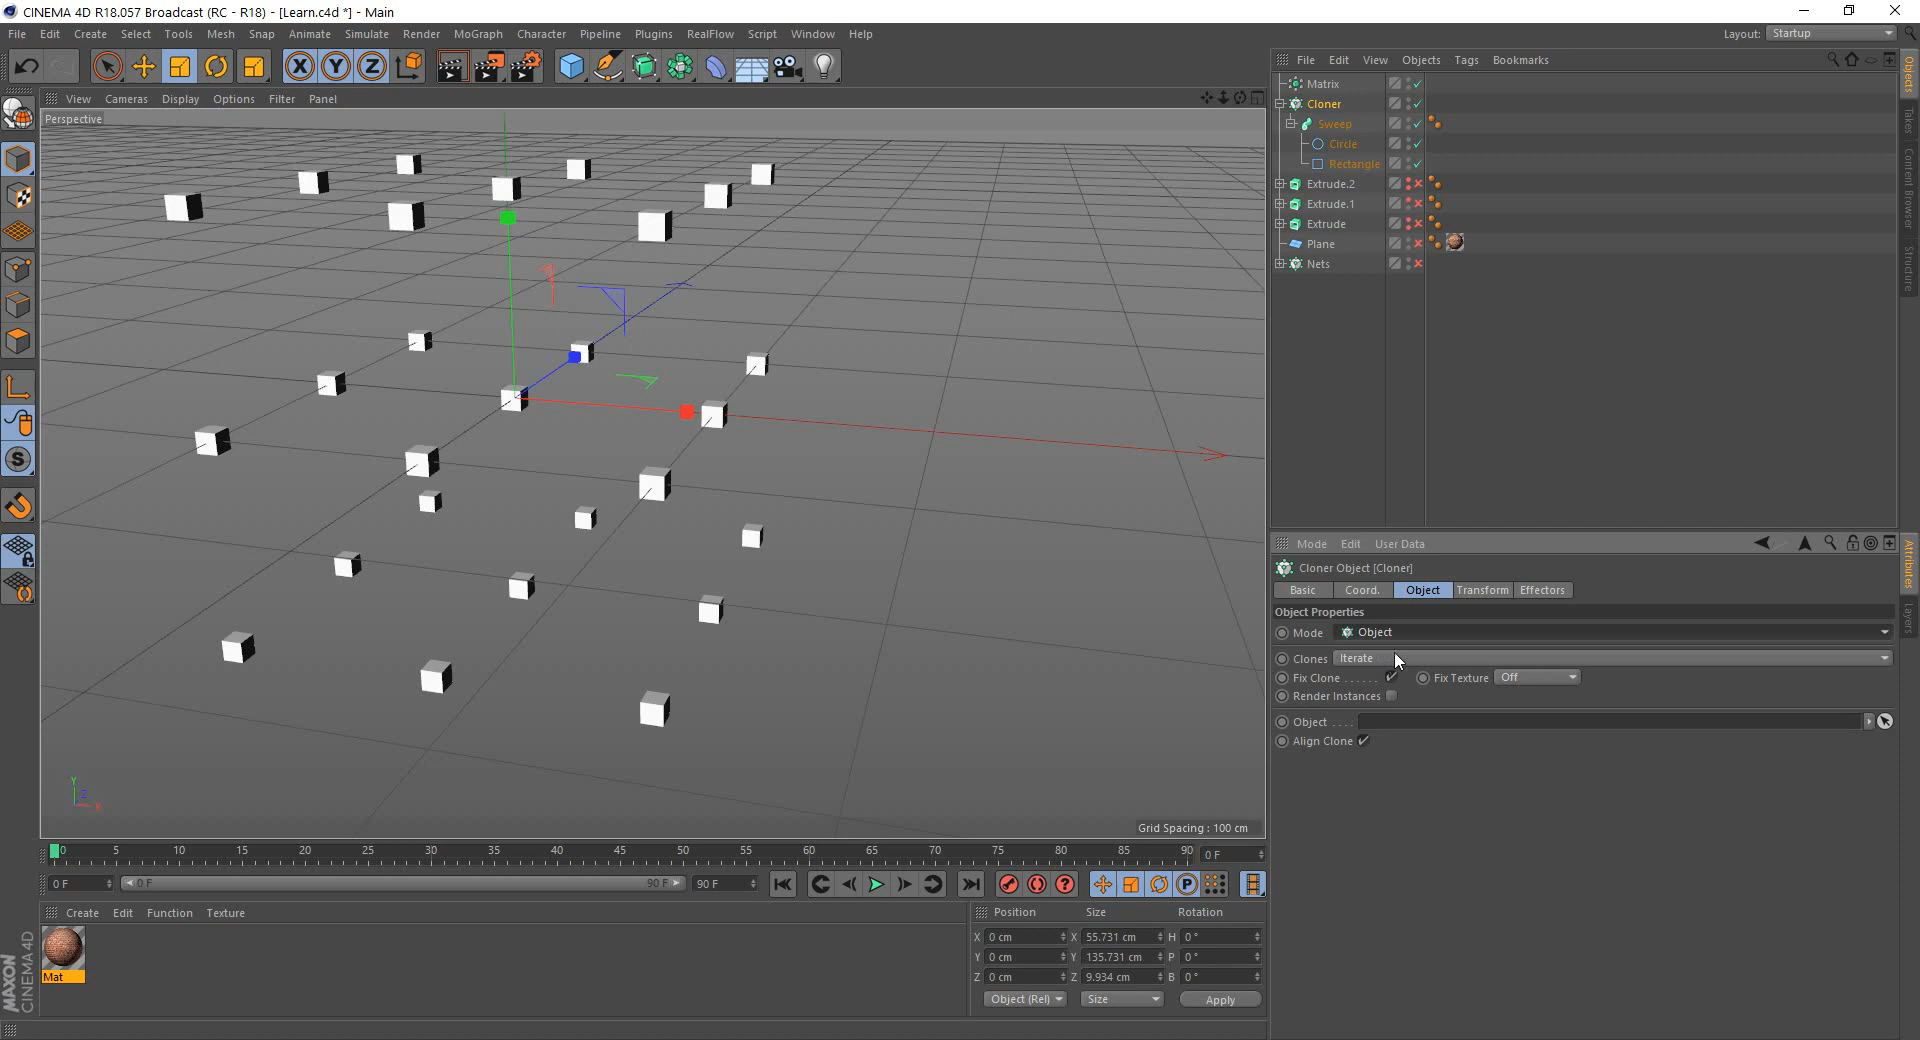 CINEMA 4D R18.057 Broadcast (RC - R18) - [Learn.c4d *] - Main
File Edit Create Select Tools Mesh Snap Animate Simulate Render MoGraph Character Pipeline Plugins RealFlow Script Window Help
Layout: Startup
File Edit View Objects Tags Bookmarks
View Cameras Display Options Filter Panel
Perspective
Matrix
Cloner
Sweep
Circle
Rectangle
Extrude.2
Extrude.1
Extrude
Plane
Nets
Objects
Takes
Content Browser
Structure
Mode Edit User Data
Cloner Object [Cloner]
Basic Coord. Object Transform Effectors
Object Properties
Mode Object
Clones Iterate
Fix Clone . . . . . . Fix Texture Off
Render Instances
Object . . . .
Align Clone
Attributes
Layers
Y
Z
X
Grid Spacing : 100 cm
0 5 10 15 20 25 30 35 40 45 50 55 60 65 70 75 80 85 90
0 F
0 F 0 F 90 F 90 F
Create Edit Function Texture
Mat
MAXON
CINEMA 4D
Position Size Rotation
X 0 cm X 55.731 cm H 0 °
Y 0 cm Y 135.731 cm P 0 °
Z 0 cm Z 9.934 cm B 0 °
Object (Rel) Size Apply